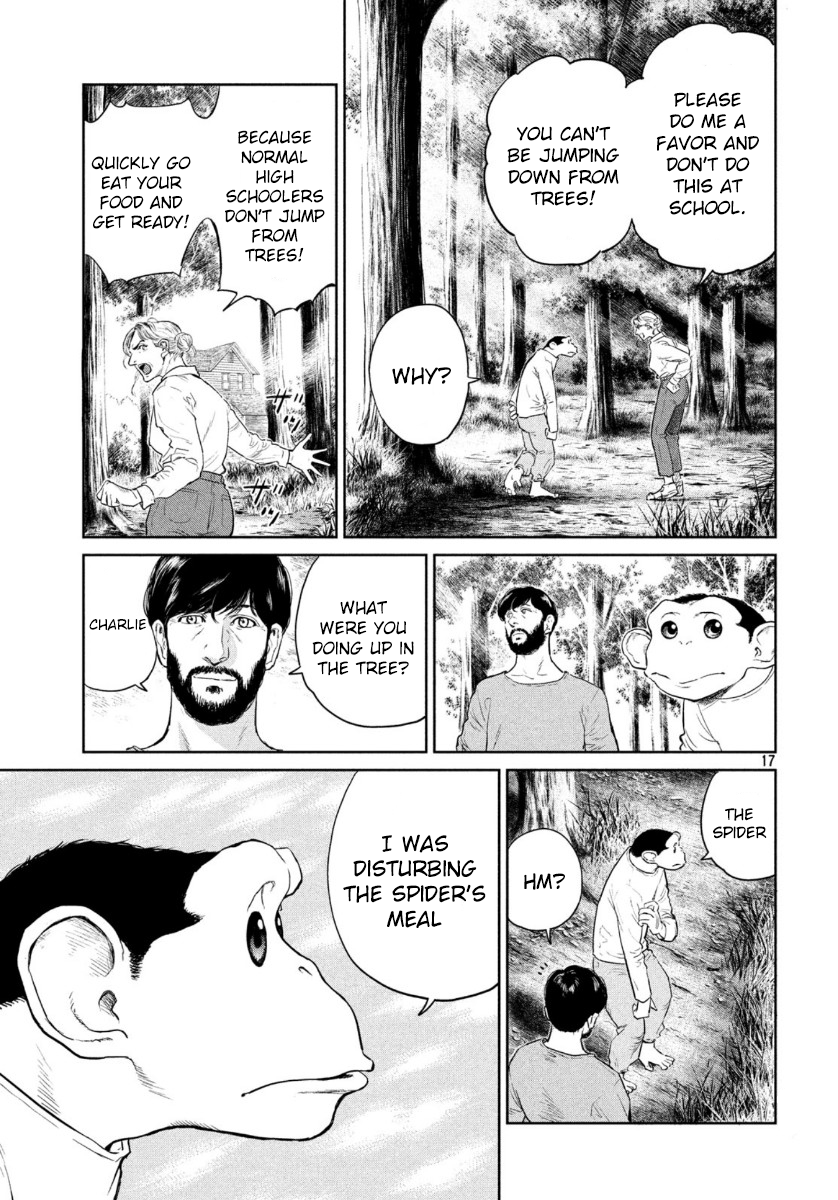 PLEASE
DO ME A
FAVOR AND
DON'T DO
THIS AT
SCHOOL.
YOU CAN'T
BE JUMPING
DOWN FROM
TREES!
WHY?
BECAUSE
NORMAL
HIGH
SCHOOLERS
DON'T JUMP
FROM
TREES!
QUICKLY GO
EAT YOUR
FOOD AND
GET READY!
WHAT
WERE YOU
DOING UP IN
THE TREE?
CHARLIE
17
THE
SPIDER
HM?
I WAS
DISTURBING
THE SPIDER'S
MEAL